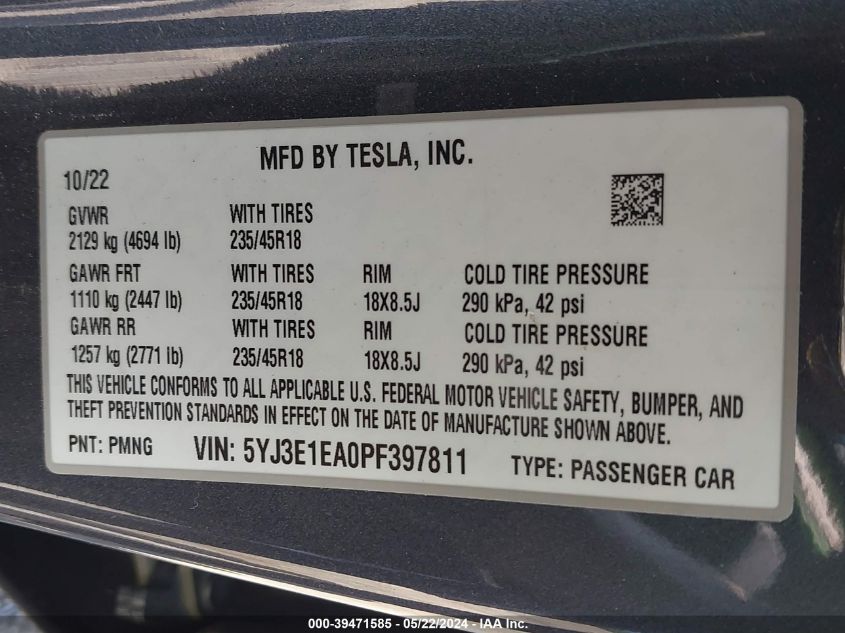 MFD BY TESLA, INC.
10/22
GVWR WITH TIRES
2129 kg (4694 lb) 235/45R18
GAWR FRT WITH TIRES RIM COLD TIRE PRESSURE
1110 kg (2447 lb) 235/45R18 18X8.5J 290 kPa, 42 psi
GAWR RR WITH TIRES RIM COLD TIRE PRESSURE
1257 kg (2771 lb) 235/45R18 18X8.5J 290 kPa, 42 psi
THIS VEHICLE CONFORMS TO ALL APPLICABLE U.S. FEDERAL MOTOR VEHICLE SAFETY, BUMPER, AND
THEFT PREVENTION STANDARDS IN EFFECT ON THE DATE OF MANUFACTURE SHOWN ABOVE.
PNT: PMNG VIN: 5YJ3E1EA0PF397811 TYPE: PASSENGER CAR
000-39471585 - 05/22/2024 - IAA Inc.